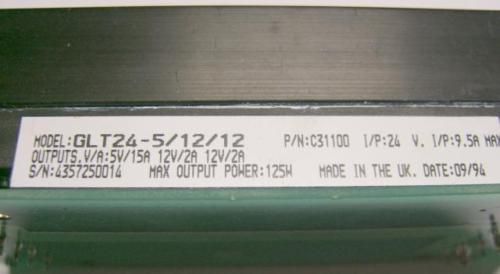 MODEL:GLT24-5/12/12 P/N:C31100 I/P:24 V. I/P:9.5A MAX
OUTPUTS.V/A:5V/15A 12V/2A 12V/2A
S/N:4357250014 MAX OUTPUT POWER:125W MADE IN THE UK. DATE:09/94